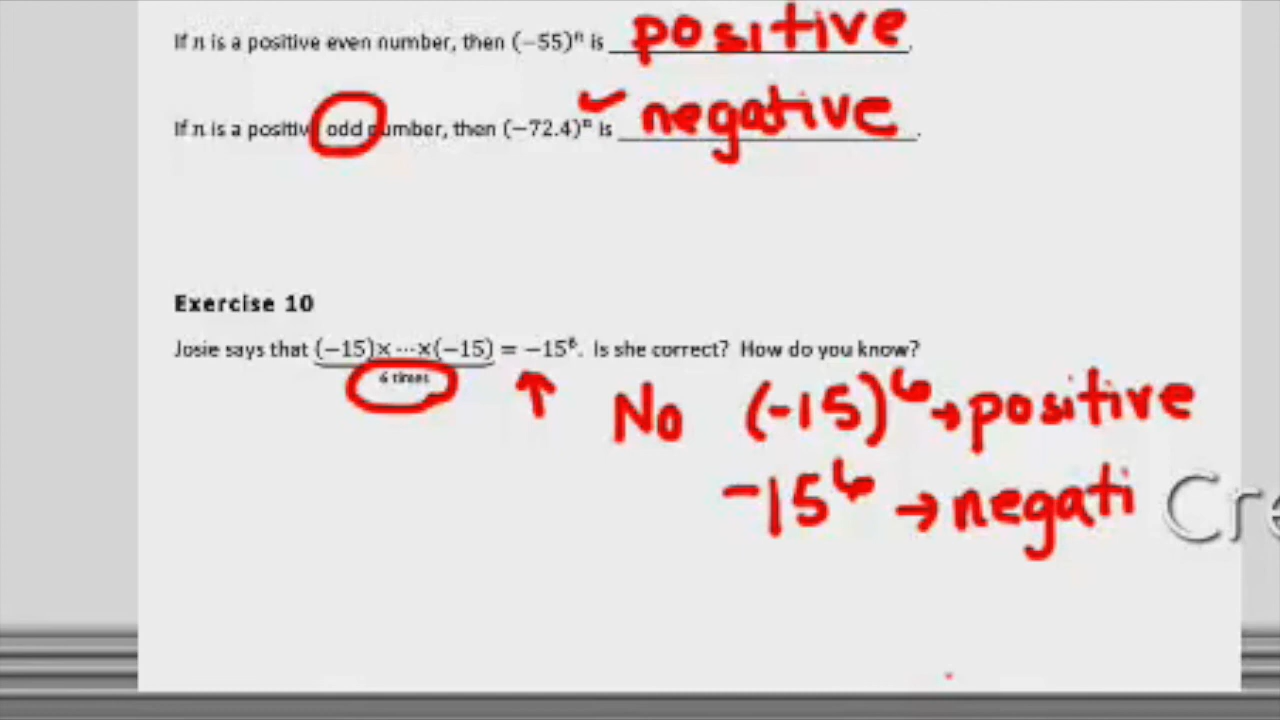 If n is a positive even number, then (−55)ⁿ is positive.
If n is a positive odd number, then (−72.4)ⁿ is negative.
Exercise 10
Josie says that (−15)×⋯×(−15) = −15⁶. Is she correct? How do you know?
6 times
No (-15)⁶ → positive
-15⁶ → negati
Cre